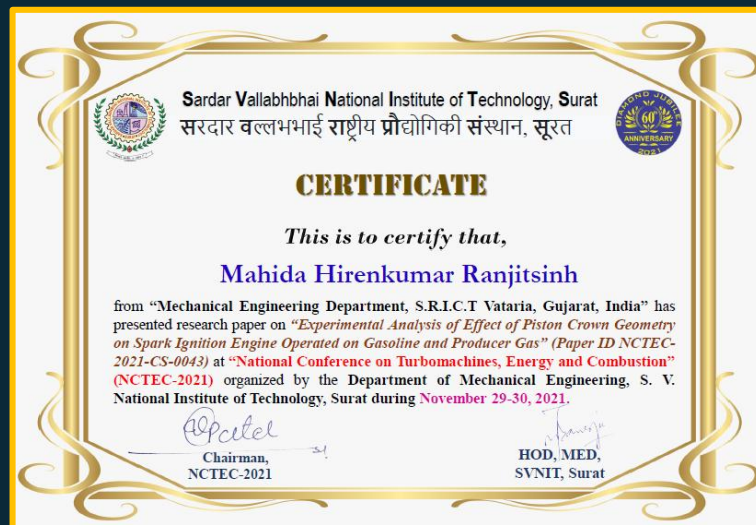 Sardar Vallabhbhai National Institute of Technology, Surat
सरदार वल्लभभाई राष्ट्रीय प्रौद्योगिकी संस्थान, सूरत
DIAMOND JUBILEE
60
ANNIVERSARY
2021
CERTIFICATE
This is to certify that,
Mahida Hirenkumar Ranjitsinh
from “Mechanical Engineering Department, S.R.I.C.T Vataria, Gujarat, India” has
presented research paper on “Experimental Analysis of Effect of Piston Crown Geometry
on Spark Ignition Engine Operated on Gasoline and Producer Gas” (Paper ID NCTEC-
2021-CS-0043) at “National Conference on Turbomachines, Energy and Combustion”
(NCTEC-2021) organized by the Department of Mechanical Engineering, S. V.
National Institute of Technology, Surat during November 29-30, 2021.
Chairman,
NCTEC-2021
HOD, MED,
SVNIT, Surat